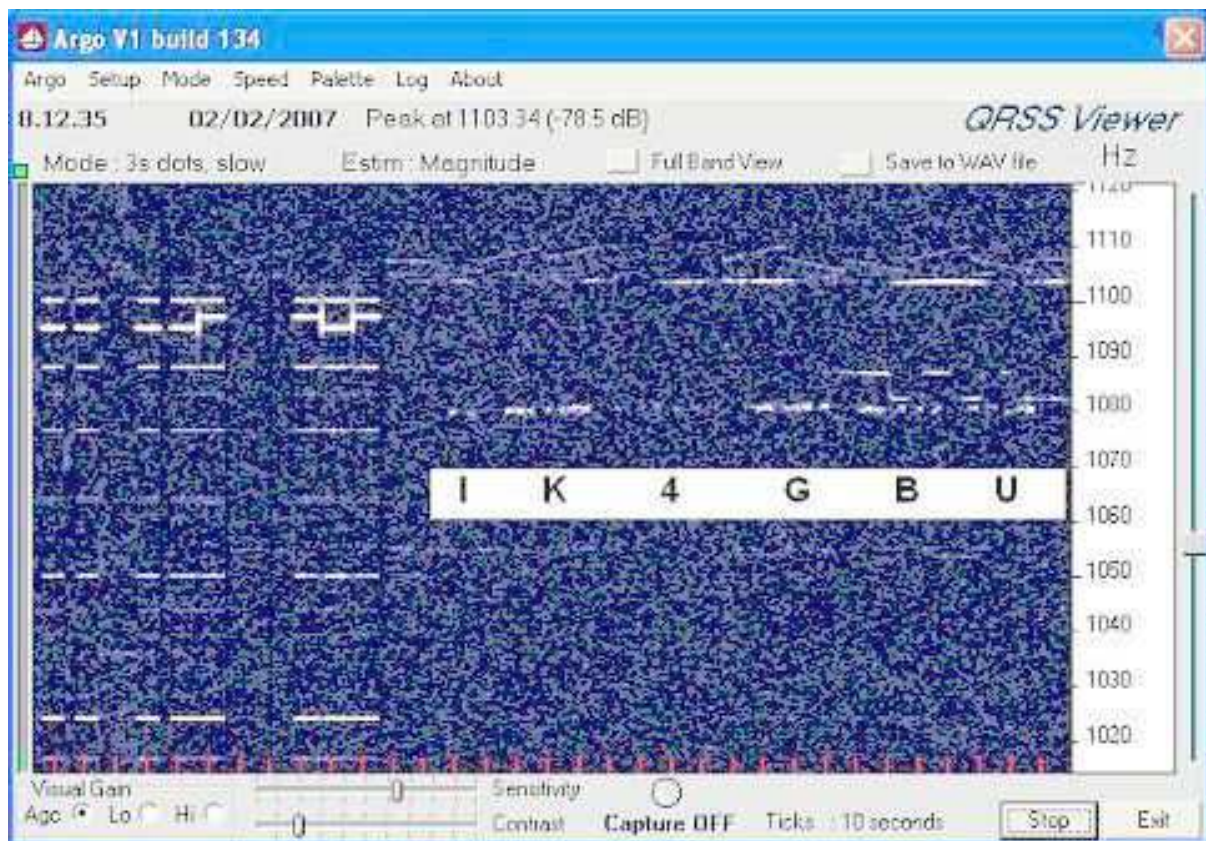 Argo V1 build 134
Argo Setup Mode Speed Palette Log About
8.12.35 02/02/2007 Peak at 1103.34 (-78.5 dB) QRSS Viewer
Mode : 3s dots, slow Estim : Magnitude Full Band View Save to WAV file Hz
1120
1110
1100
1090
1080
1070
I K 4 G B U
1060
1050
1040
1030
1020
Visual Gain Sensitivity
Agc Lo Hi Contrast Capture OFF Ticks : 10 seconds Stop Exit